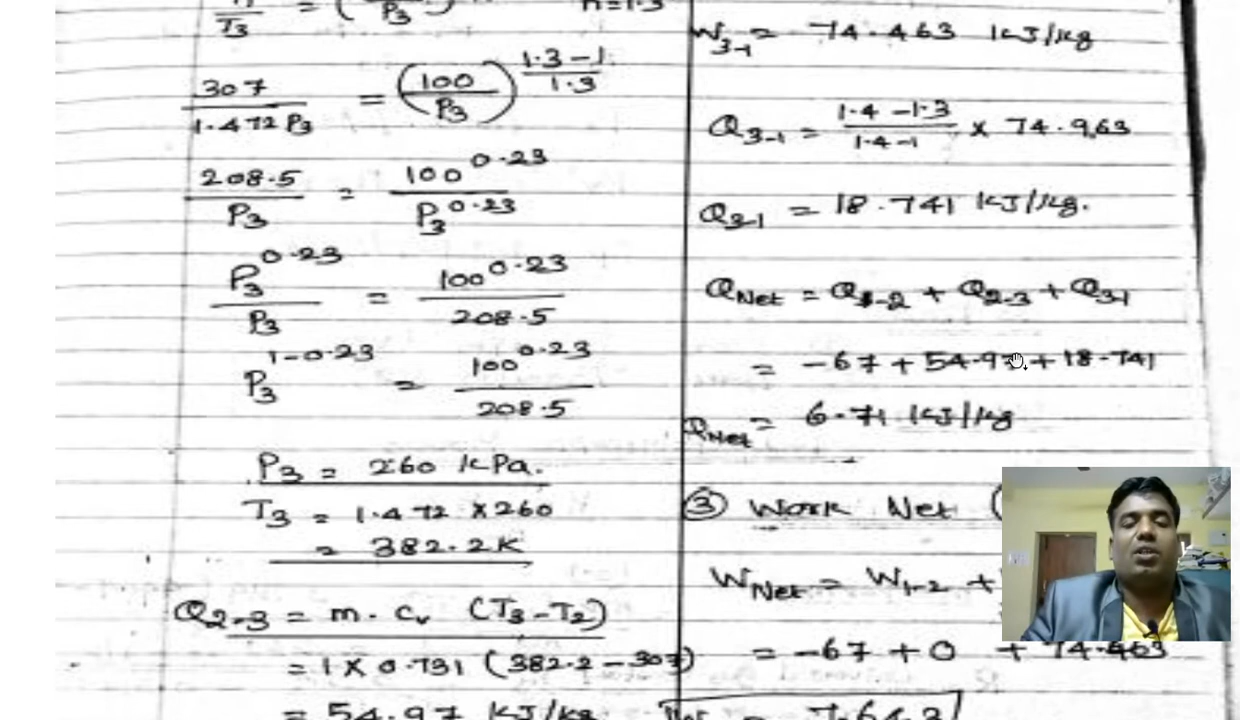 T₃ = ( P₃ ) n=1.3
307 / 1.472 P₃ = (100 / P₃)^(1.3-1 / 1.3)
208.5 / P₃ = 100^0.23 / P₃^0.23
P₃^0.23 / P₃ = 100^0.23 / 208.5
P₃^1-0.23 = 100^0.23 / 208.5
P₃ = 260 kPa.
T₃ = 1.472 × 260
= 382.2 K
Q₂₋₃ = m. Cv (T₃ - T₂)
= 1 × 0.731 (382.2 - 307)
= 54.97 KJ/kg
W₃₋₁ = 74.463 KJ/kg
Q₃₋₁ = 1.4 - 1.3 / 1.4 - 1 × 74.963
Q₃₋₁ = 18.741 KJ/kg.
QNet = Q₁₋₂ + Q₂₋₃ + Q₃₋₁
= -67 + 54.97 + 18.741
QNet = 6.71 KJ/kg
③ Work Net (
WNet = W₁₋₂ +
= -67 + 0 + 74.463